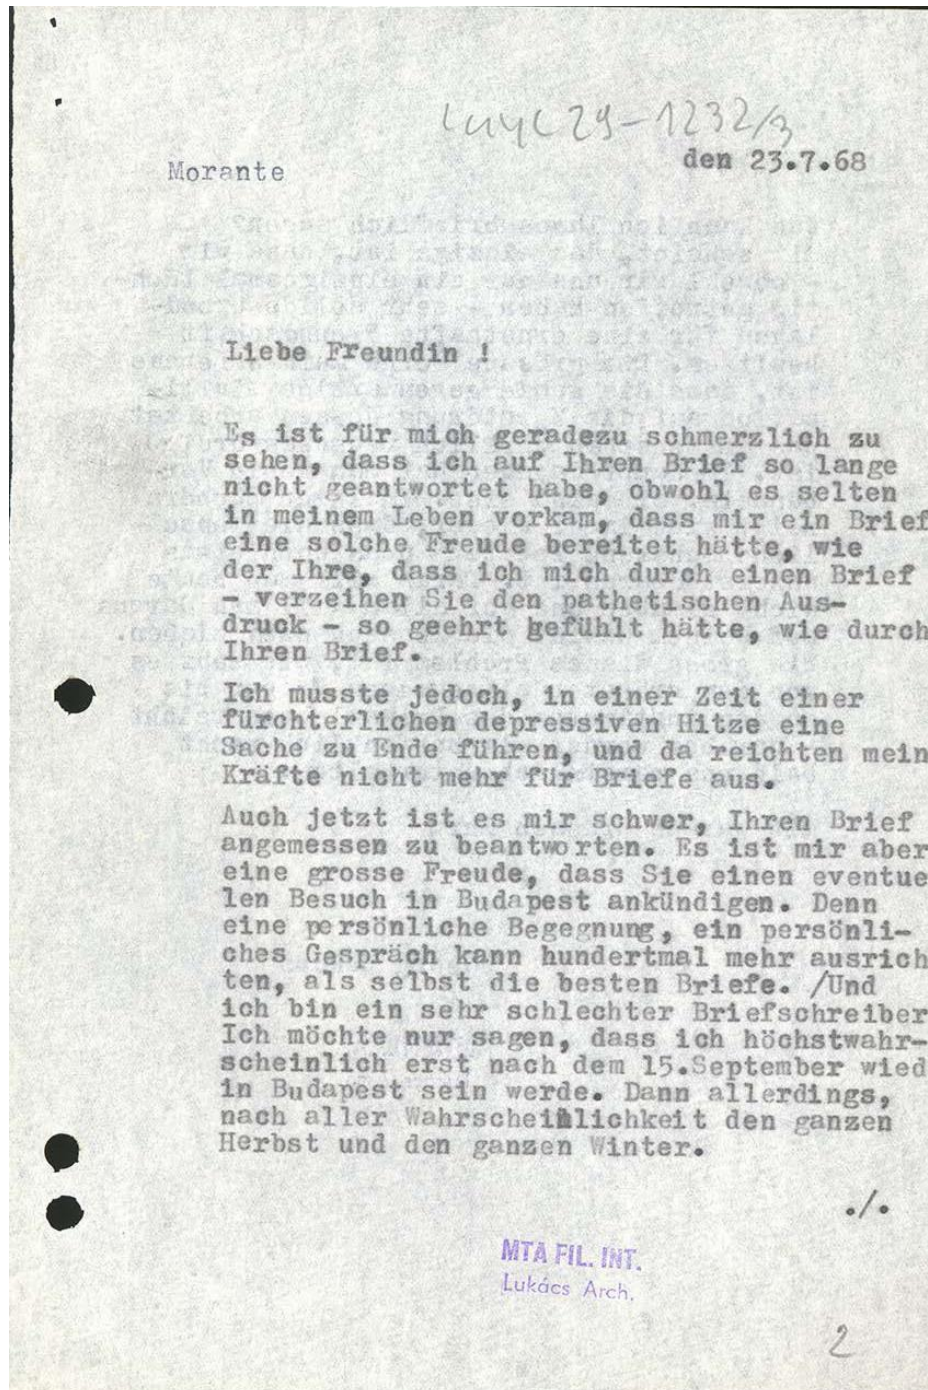 29-1232/3
den 23.7.68
Morante
Liebe Freundin !
Es ist für mich geradezu schmerzlich zu
sehen, dass ich auf Ihren Brief so lange
nicht geantwortet habe, obwohl es selten
in meinem Leben vorkam, dass mir ein Brief
eine solche Freude bereitet hätte, wie
der Ihre, dass ich mich durch einen Brief
- verzeihen Sie den pathetischen Aus-
druck - so geehrt gefühlt hätte, wie durch
Ihren Brief.
Ich musste jedoch, in einer Zeit einer
fürchterlichen depressiven Hitze eine
Sache zu Ende führen, und da reichten mein
Kräfte nicht mehr für Briefe aus.
Auch jetzt ist es mir schwer, Ihren Brief
angemessen zu beantworten. Es ist mir aber
eine grosse Freude, dass Sie einen eventue
len Besuch in Budapest ankündigen. Denn
eine persönliche Begegnung, ein persönli-
ches Gespräch kann hundertmal mehr ausrich
ten, als selbst die besten Briefe. /Und
ich bin ein sehr schlechter Briefschreiber
Ich möchte nur sagen, dass ich höchstwahr-
scheinlich erst nach dem 15.September wied
in Budapest sein werde. Dann allerdings,
nach aller Wahrscheinlichkeit den ganzen
Herbst und den ganzen Winter.
./.
MTA FIL. INT.
Lukács Arch.
2